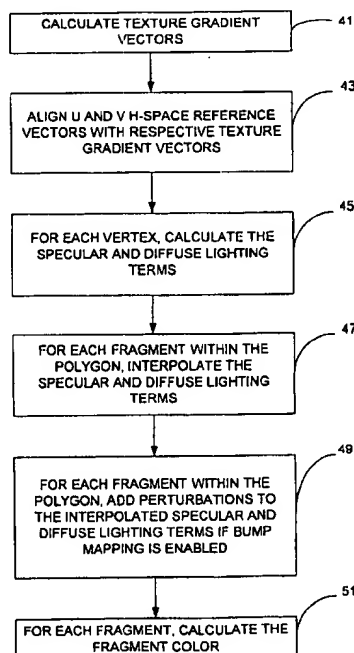 CALCULATE TEXTURE GRADIENT
VECTORS
41
ALIGN U AND V H-SPACE REFERENCE
VECTORS WITH RESPECTIVE TEXTURE
GRADIENT VECTORS
43
FOR EACH VERTEX, CALCULATE THE
SPECULAR AND DIFFUSE LIGHTING
TERMS
45
FOR EACH FRAGMENT WITHIN THE
POLYGON, INTERPOLATE THE
SPECULAR AND DIFFUSE LIGHTING
TERMS
47
FOR EACH FRAGMENT WITHIN THE
POLYGON, ADD PERTURBATIONS TO
THE INTERPOLATED SPECULAR AND
DIFFUSE LIGHTING TERMS IF BUMP
MAPPING IS ENABLED
49
FOR EACH FRAGMENT, CALCULATE THE
FRAGMENT COLOR
51